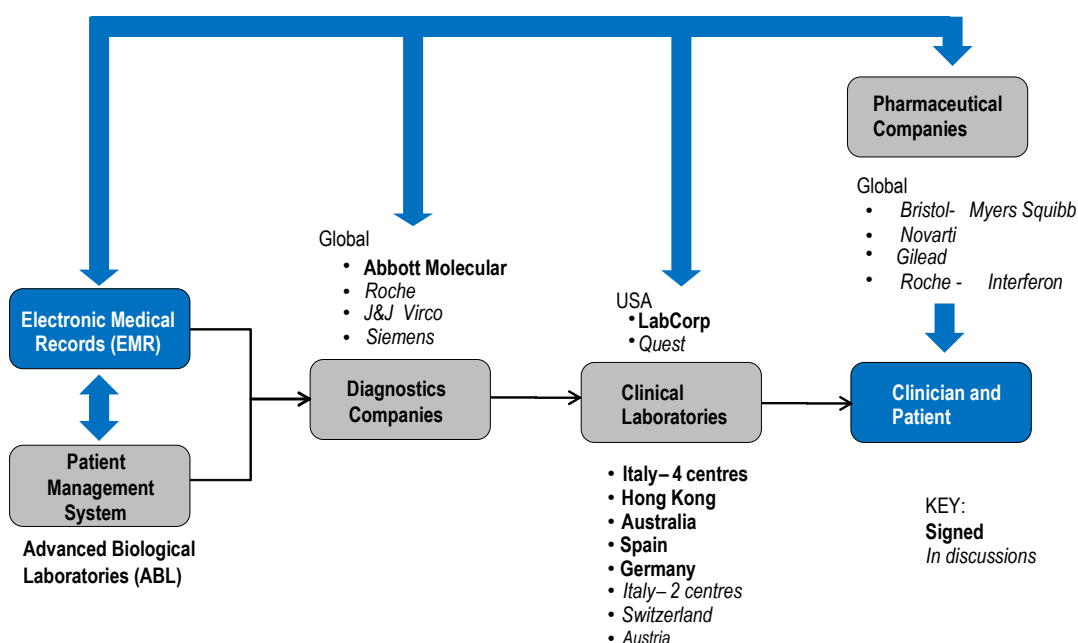 Pharmaceutical
Companies
Global
• Bristol- Myers Squibb
• Novarti
• Gilead
• Roche - Interferon
Global
• Abbott Molecular
• Roche
• J&J Virco
• Siemens
USA
• LabCorp
• Quest
Electronic Medical
Records (EMR)
Diagnostics
Companies
Clinical
Laboratories
Clinician and
Patient
Patient
Management
System
Advanced Biological
Laboratories (ABL)
• Italy– 4 centres
• Hong Kong
• Australia
• Spain
• Germany
• Italy– 2 centres
• Switzerland
• Austria
KEY:
Signed
In discussions